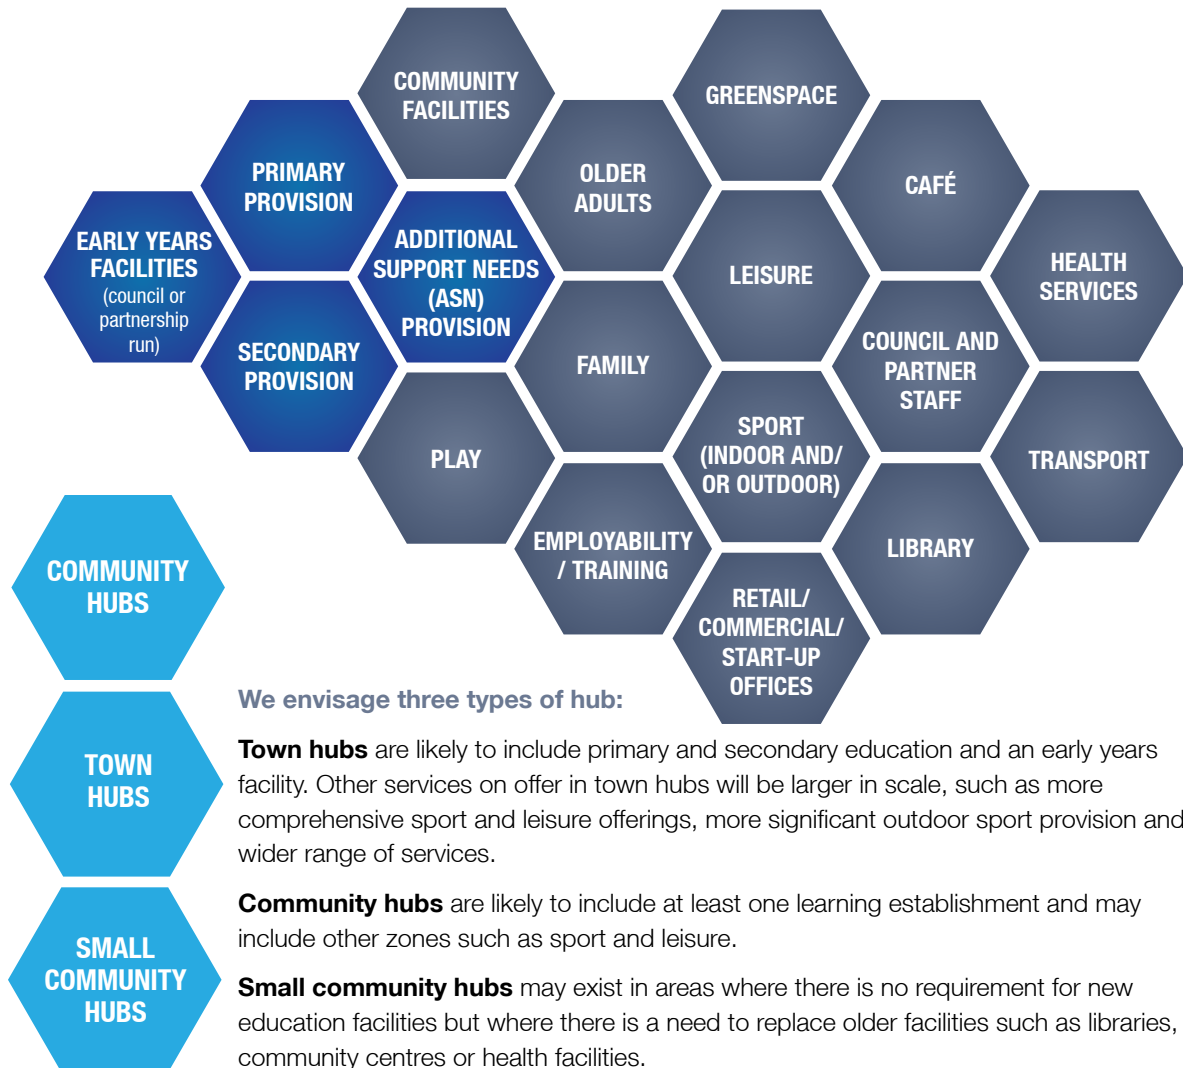 COMMUNITY
FACILITIES
GREENSPACE
PRIMARY
PROVISION
OLDER
ADULTS
CAFÉ
EARLY YEARS
FACILITIES
(council or
partnership
run)
ADDITIONAL
SUPPORT NEEDS
(ASN)
PROVISION
LEISURE
HEALTH
SERVICES
SECONDARY
PROVISION
FAMILY
COUNCIL AND
PARTNER
STAFF
PLAY
SPORT
(INDOOR AND/
OR OUTDOOR)
TRANSPORT
EMPLOYABILITY
/ TRAINING
LIBRARY
RETAIL/
COMMERCIAL/
START-UP
OFFICES
COMMUNITY
HUBS
TOWN
HUBS
SMALL
COMMUNITY
HUBS
We envisage three types of hub:
Town hubs are likely to include primary and secondary education and an early years
facility. Other services on offer in town hubs will be larger in scale, such as more
comprehensive sport and leisure offerings, more significant outdoor sport provision and
wider range of services.
Community hubs are likely to include at least one learning establishment and may
include other zones such as sport and leisure.
Small community hubs may exist in areas where there is no requirement for new
education facilities but where there is a need to replace older facilities such as libraries,
community centres or health facilities.